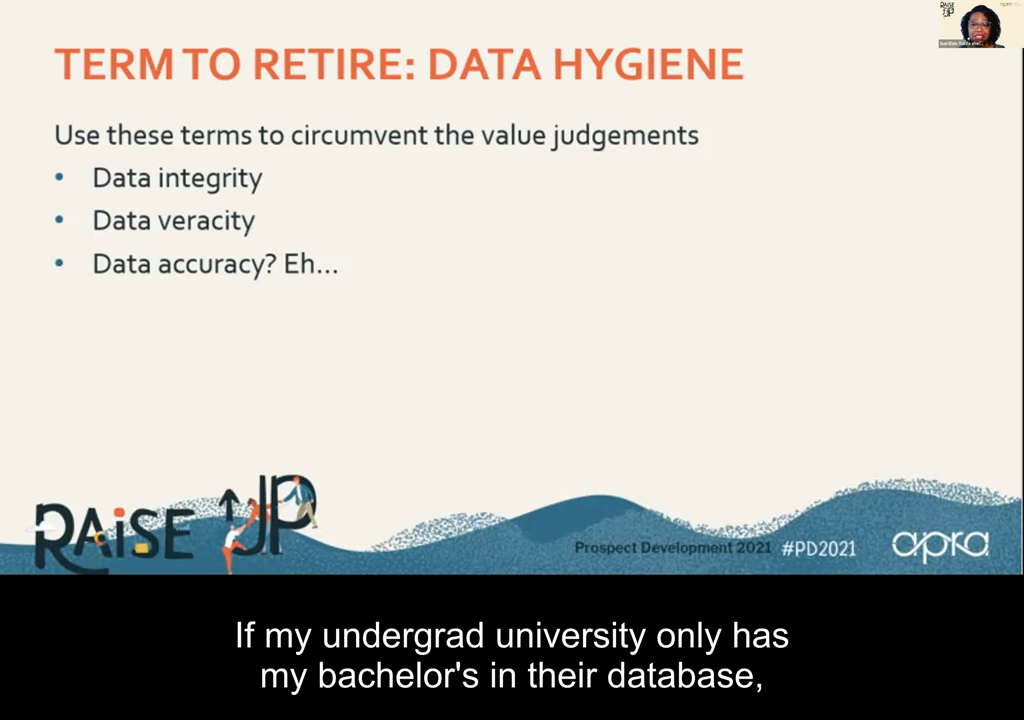 TERM TO RETIRE: DATA HYGIENE
Use these terms to circumvent the value judgements
• Data integrity
• Data veracity
• Data accuracy? Eh...
RAISE UP
Prospect Development 2021 #PD2021 apra
If my undergrad university only has
my bachelor's in their database,